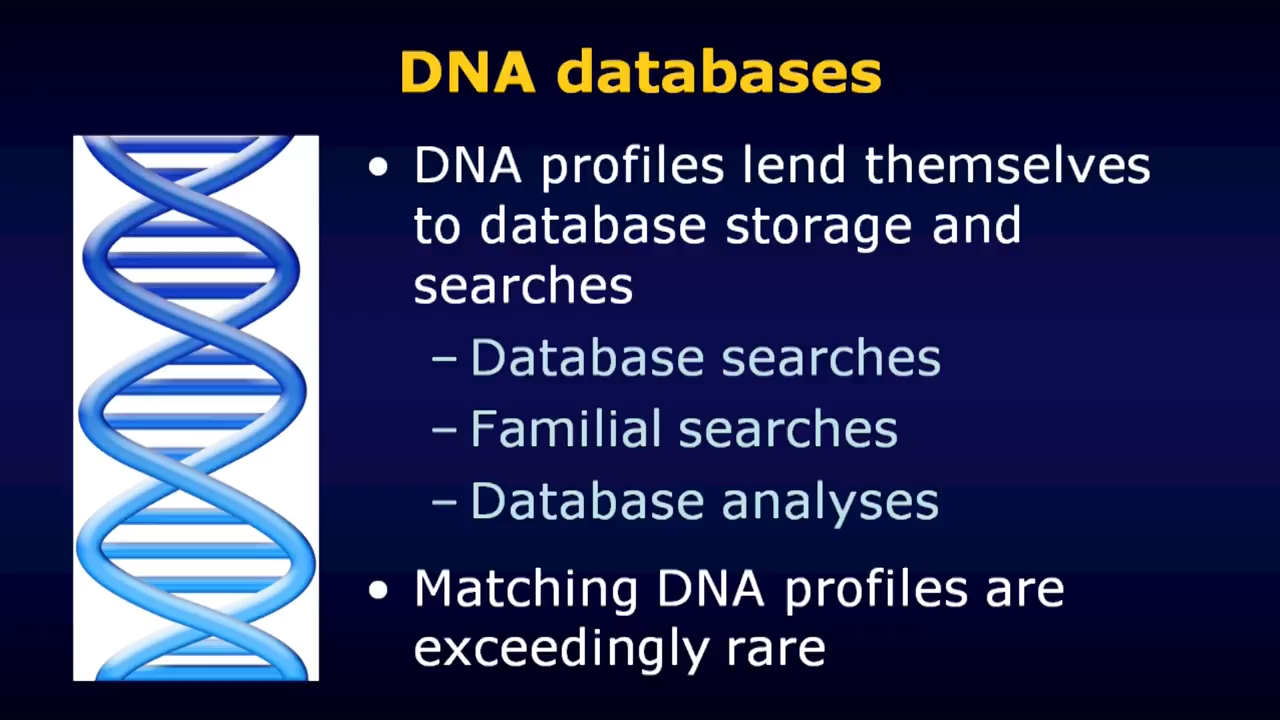 DNA databases
• DNA profiles lend themselves
to database storage and
searches
– Database searches
– Familial searches
– Database analyses
• Matching DNA profiles are
exceedingly rare